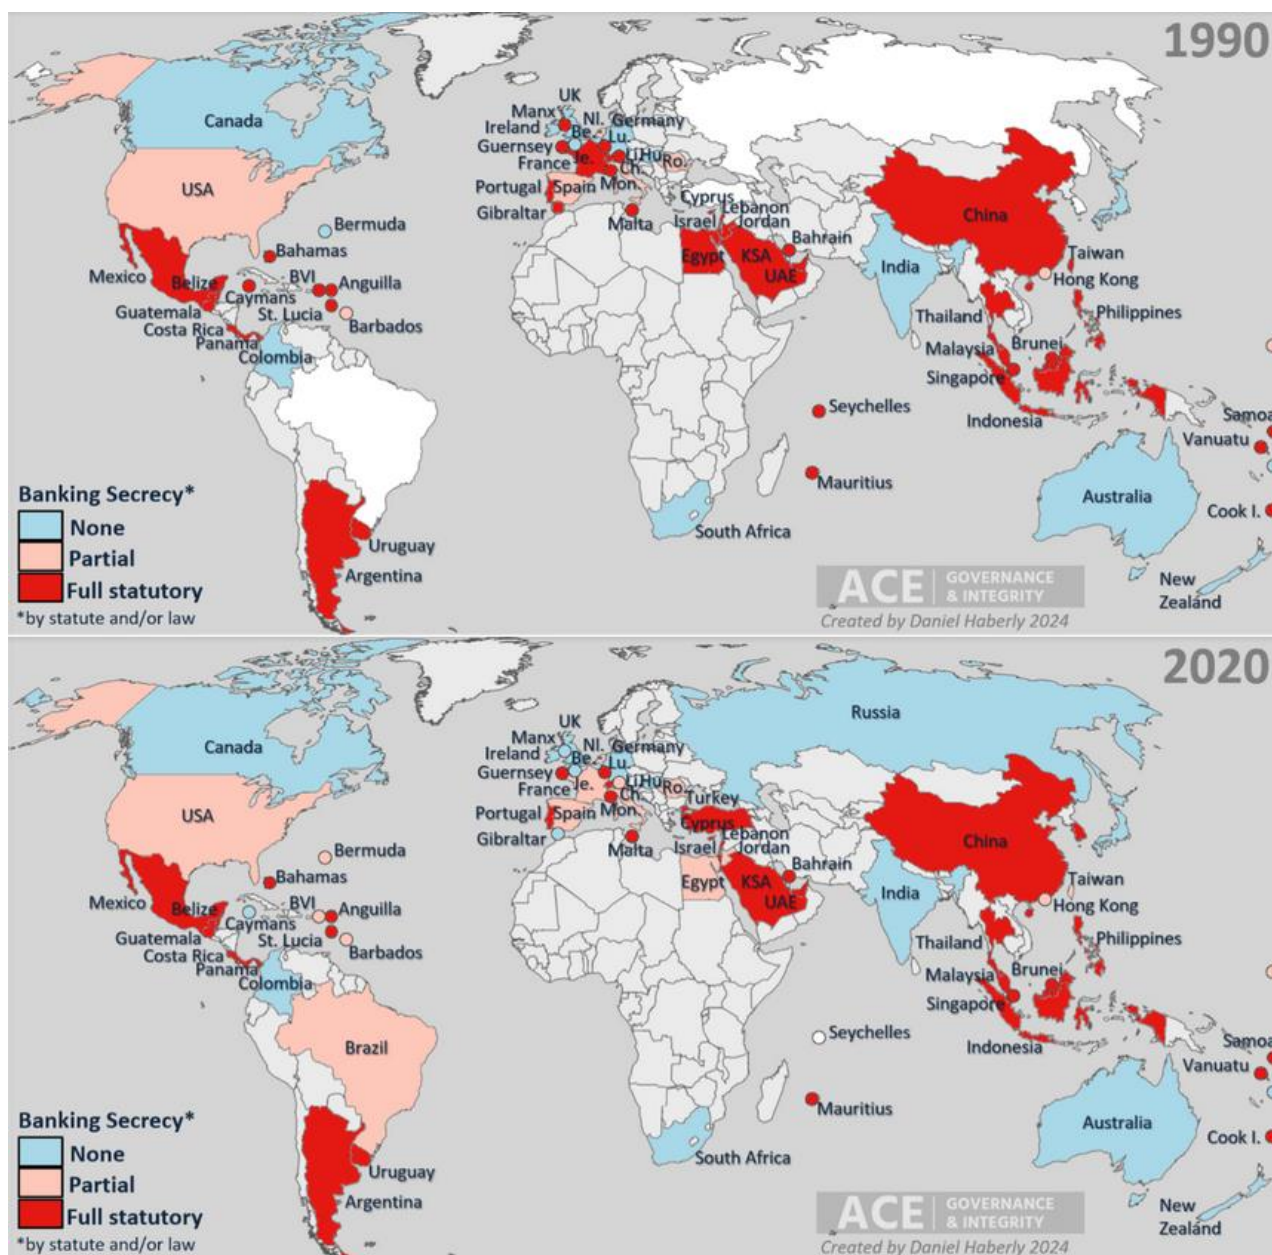 1990
UK
Manx
Nl. Germany
Ireland
Be. Lu.
Canada
Guernsey
Li. Hu.
Ro.
Je.
Ch.
France
USA
Mon.
Portugal
Spain
Cyprus
China
Lebanon
Gibraltar
Malta
Israel
Jordan
Bermuda
Bahrain
Taiwan
Bahamas
Egypt
KSA
India
Hong Kong
Mexico
Belize
BVI
Anguilla
UAE
Caymans
Guatemala
St. Lucia
Thailand
Philippines
Costa Rica
Barbados
Panama
Brunei
Malaysia
Colombia
Singapore
Seychelles
Indonesia
Samoa
Vanuatu
Mauritius
Banking Secrecy*
None
Partial
Full statutory
*by statute and/or law
Australia
Cook I.
South Africa
Uruguay
Argentina
New
Zealand
ACE GOVERNANCE
& INTEGRITY
Created by Daniel Haberly 2024
2020
Russia
UK
Manx
Nl. Germany
Ireland
Be. Lu.
Canada
Guernsey
Li. Hu.
Ro.
Je.
Ch.
France
USA
Mon.
Turkey
Portugal
Spain
Cyprus
China
Lebanon
Gibraltar
Malta
Israel
Jordan
Bermuda
Bahrain
Taiwan
Bahamas
Egypt
KSA
India
Hong Kong
Mexico
Belize
BVI
Anguilla
UAE
Caymans
Guatemala
St. Lucia
Thailand
Philippines
Costa Rica
Barbados
Panama
Brunei
Malaysia
Colombia
Singapore
Brazil
Seychelles
Indonesia
Samoa
Vanuatu
Mauritius
Banking Secrecy*
None
Partial
Full statutory
*by statute and/or law
Australia
Cook I.
South Africa
Uruguay
Argentina
New
Zealand
ACE GOVERNANCE
& INTEGRITY
Created by Daniel Haberly 2024